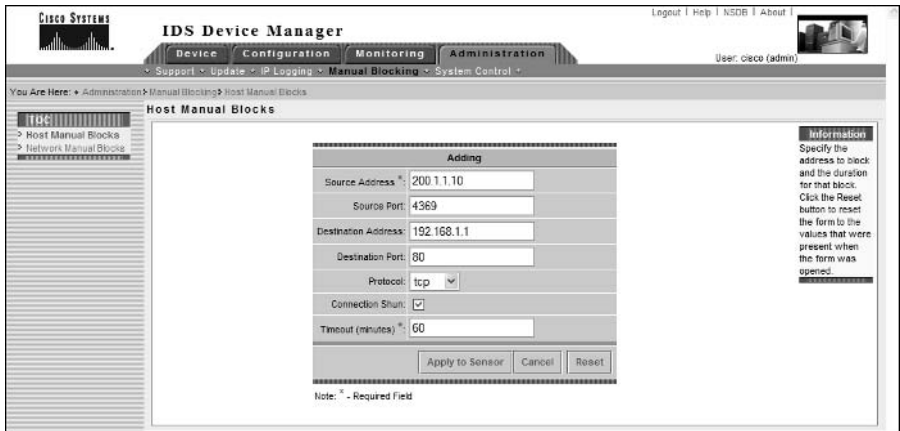 CISCO SYSTEMS
Logout | Help | NSDB | About |
IDS Device Manager
Device Configuration Monitoring Administration
User: cisco (admin)
Support Update IP Logging Manual Blocking System Control
You Are Here: Administration Manual Blocking Host Manual Blocks
TOC
Host Manual Blocks
Network Manual Blocks
Host Manual Blocks
Adding
Source Address *: 200.1.1.10
Source Port: 4369
Destination Address: 192.168.1.1
Destination Port: 80
Protocol: tcp
Connection Shun:
Timeout (minutes) *: 60
Apply to Sensor Cancel Reset
Note: * - Required Field
Information
Specify the
address to block
and the duration
for that block.
Click the Reset
button to reset
the form to the
values that were
present when
the form was
opened.